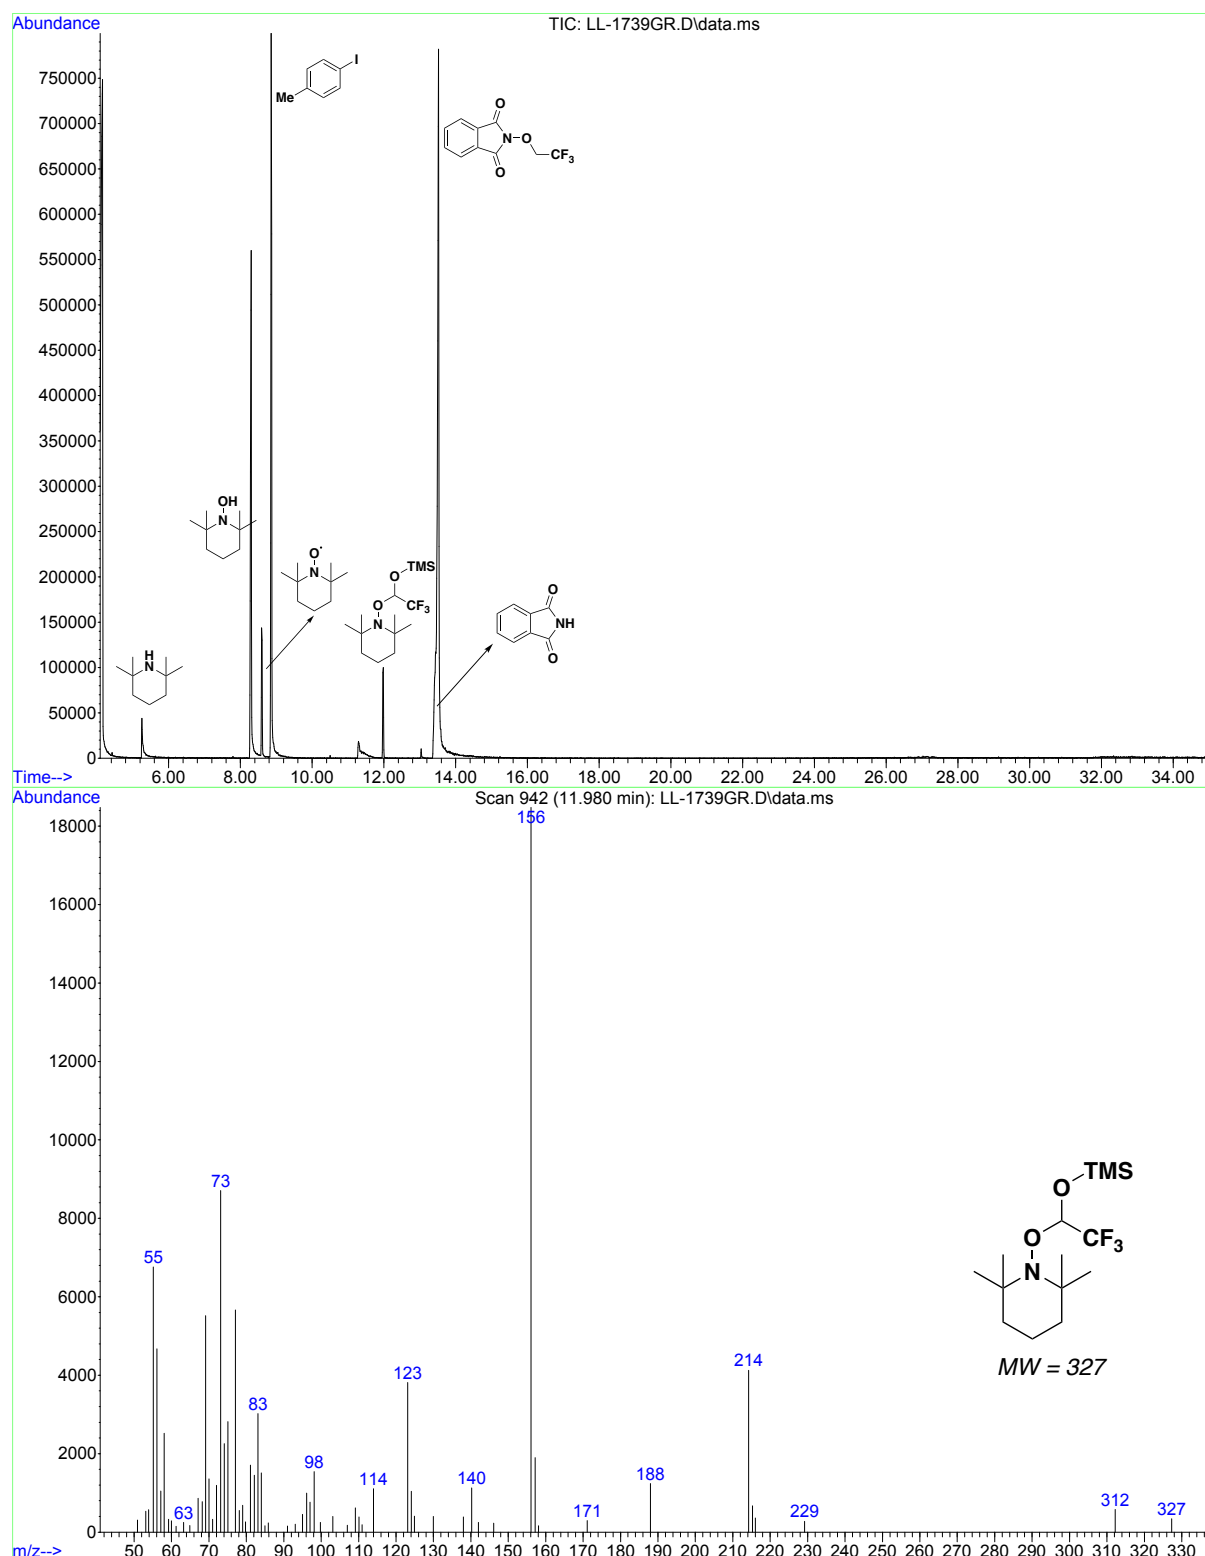 Abundance
TIC: LL-1739GR.D\data.ms
750000
700000
650000
600000
550000
500000
450000
400000
350000
300000
250000
200000
150000
100000
50000
0
I
Me
O
N
O
CF3
O
OH
N
O•
N
O
TMS
O
CF3
N
O
NH
O
H
N
6.00 8.00 10.00 12.00 14.00 16.00 18.00 20.00 22.00 24.00 26.00 28.00 30.00 32.00 34.00
Time-->
Abundance
Scan 942 (11.980 min): LL-1739GR.D\data.ms
18000
16000
14000
12000
10000
8000
6000
4000
2000
0
156
73
55
123
214
83
98
114
140
188
63
171
229
312
327
O
TMS
O
CF3
N
MW = 327
50 60 70 80 90 100 110 120 130 140 150 160 170 180 190 200 210 220 230 240 250 260 270 280 290 300 310 320 330
m/z-->